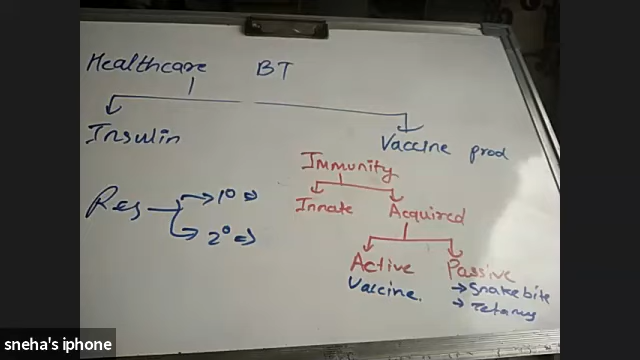 Healthcare BT
Insulin
Vaccine prod
Immunity
Innate Acquired
Res → 1° ⇒
→ 2° ⇒
Active Passive
Vaccine. → Snake bite
→ Tetanus
sneha's iphone